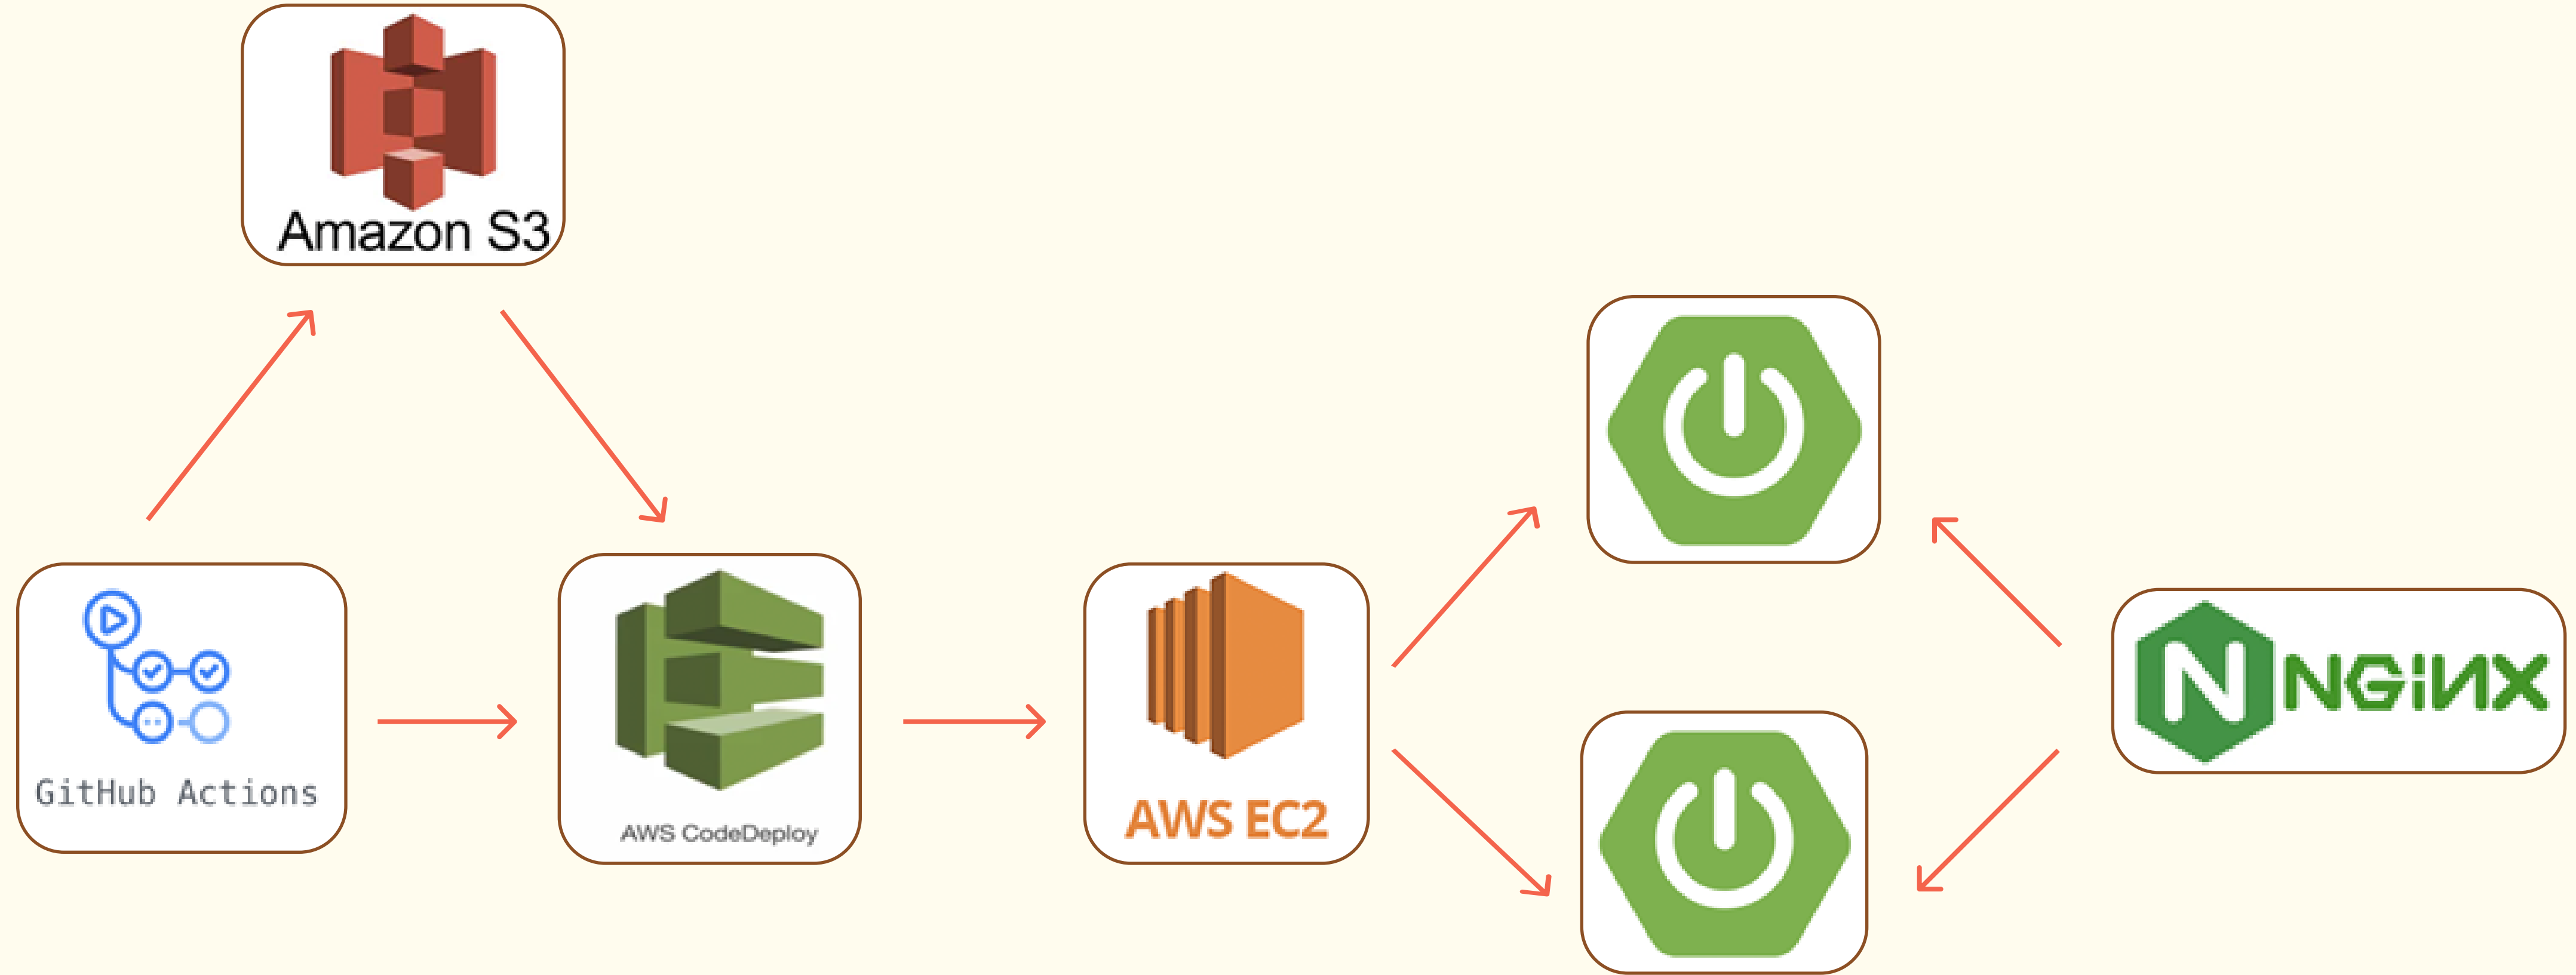 Amazon S3
GitHub Actions
AWS CodeDeploy
AWS EC2
N NGiNX